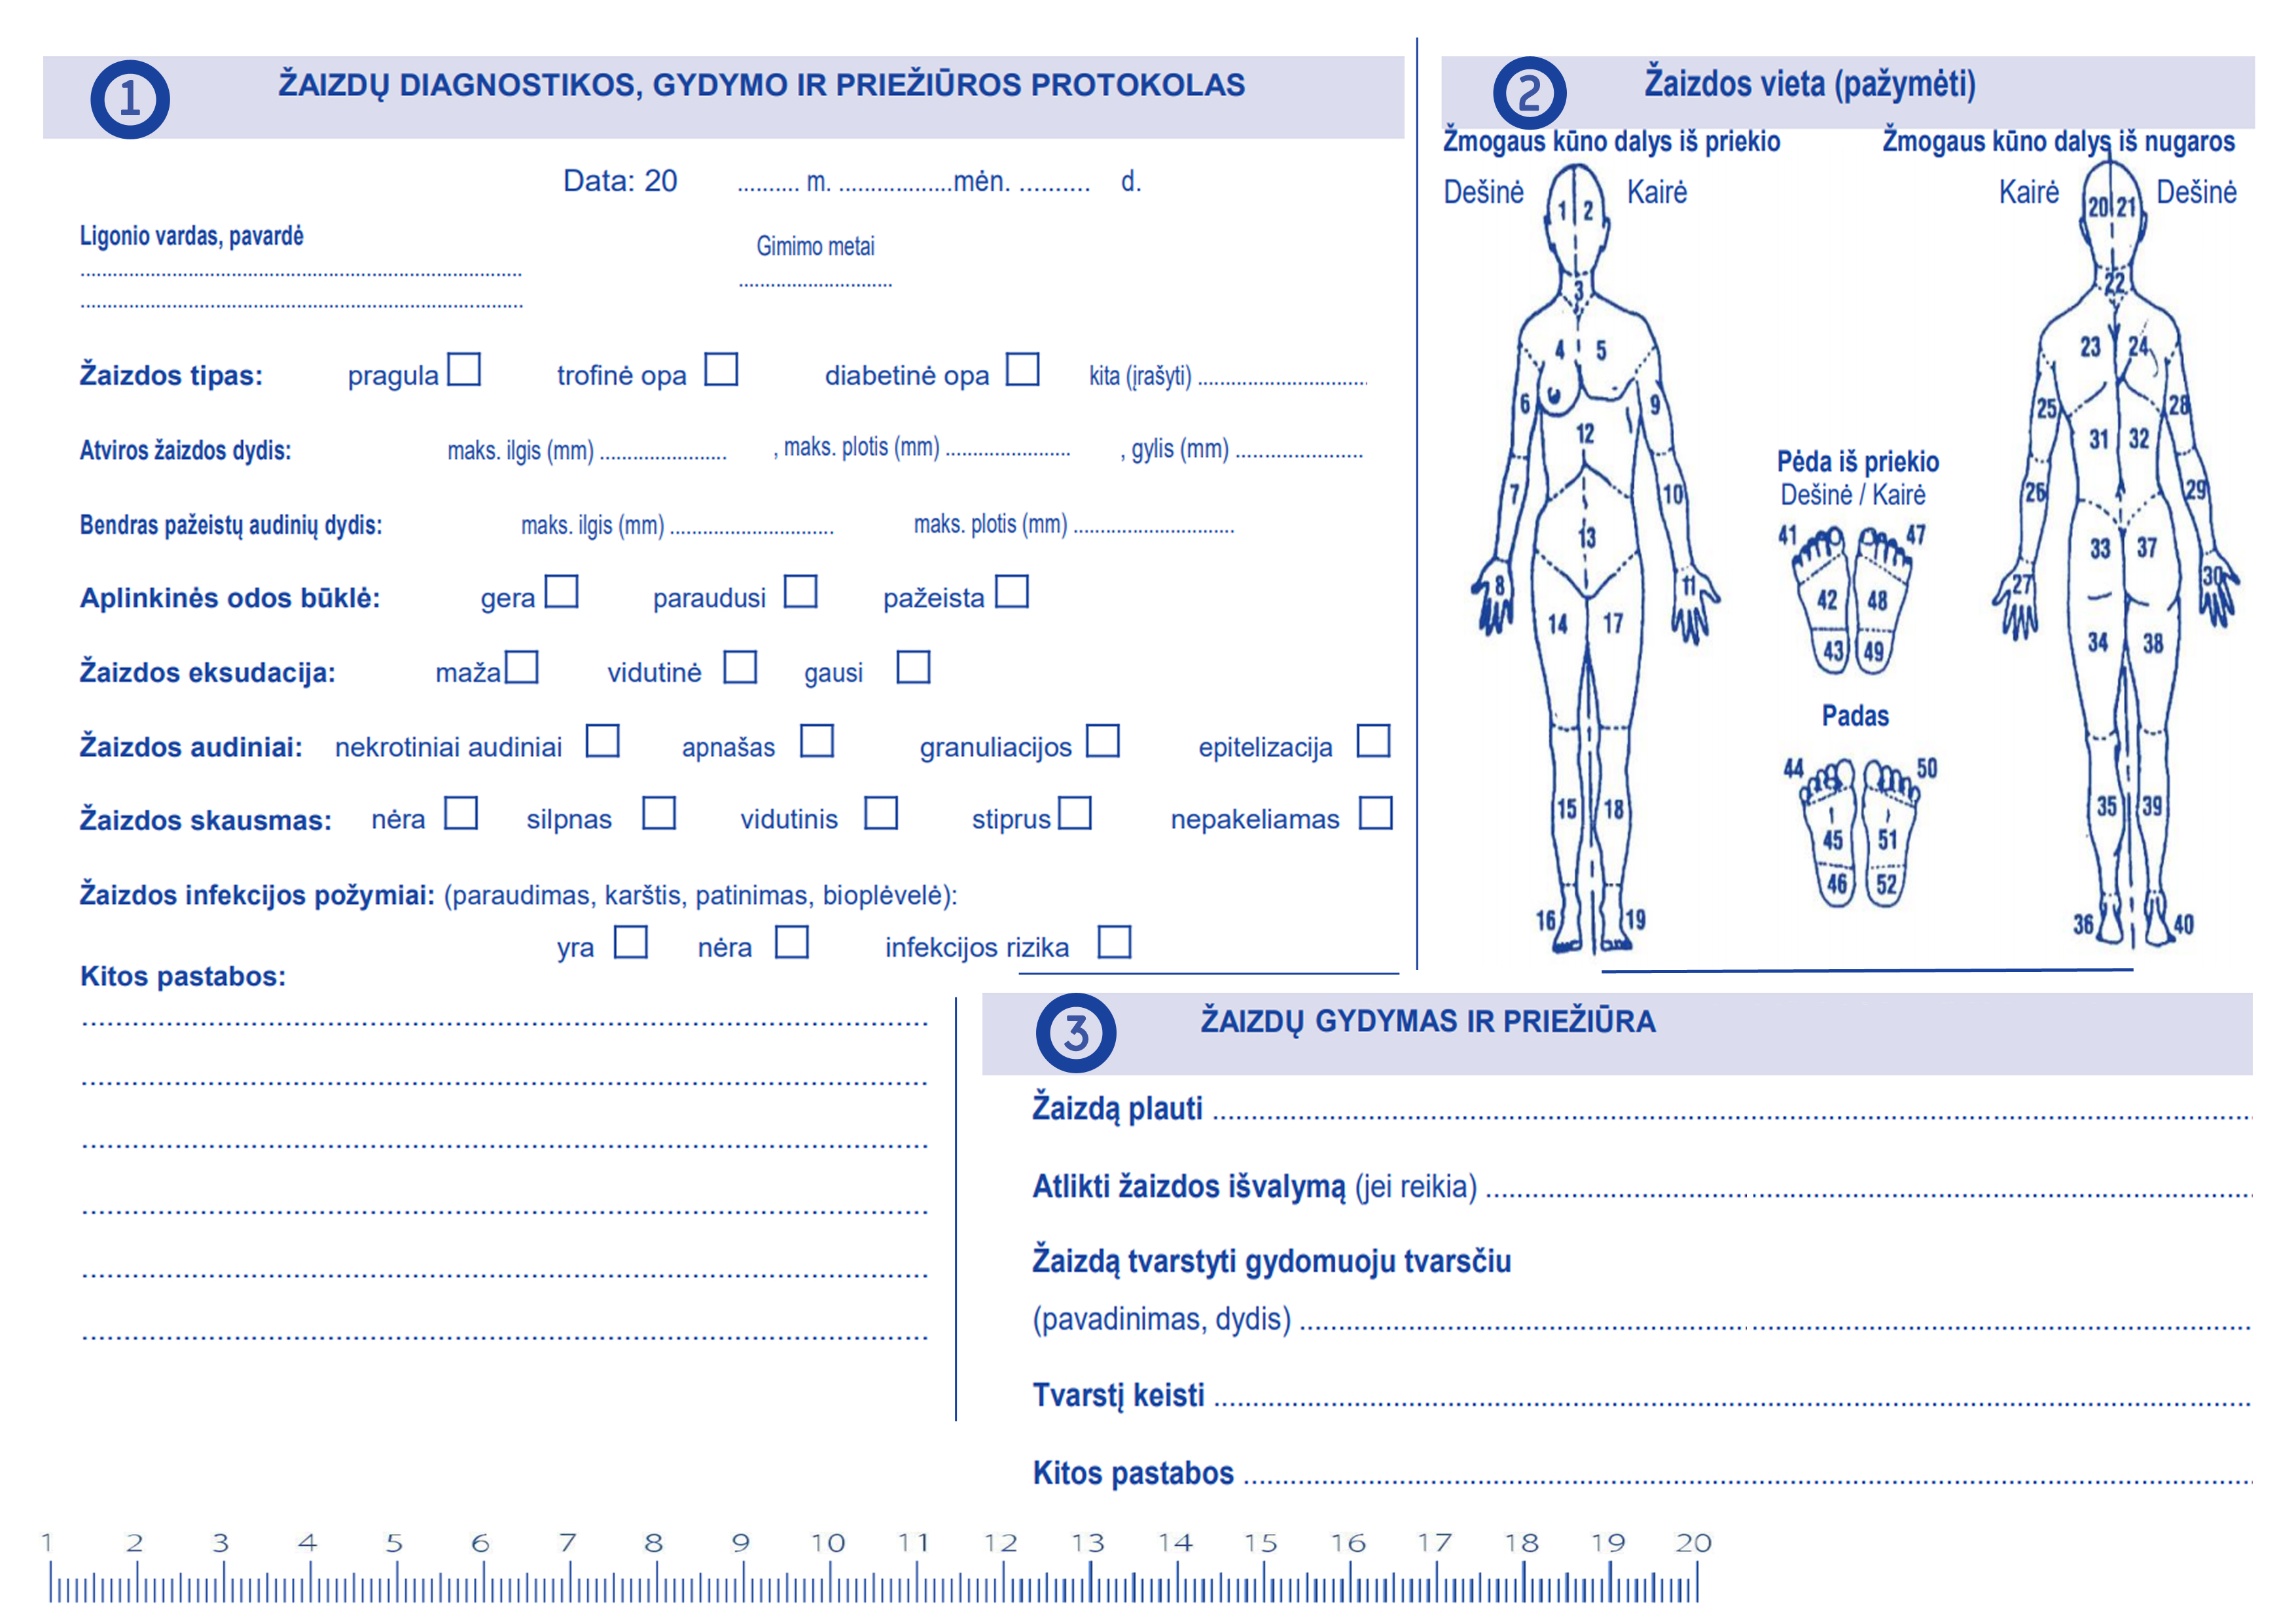 1 ŽAIZDŲ DIAGNOSTIKOS, GYDYMO IR PRIEŽIŪROS PROTOKOLAS
Data: 20 .......... m. ..................mėn. .......... d.
Ligonio vardas, pavardė
Gimimo metai
Žaizdos tipas: pragula trofinė opa diabetinė opa kita (įrašyti) ..............................
Atviros žaizdos dydis: maks. ilgis (mm) ...................... , maks. plotis (mm) ...................... , gylis (mm) ......................
Bendras pažeistų audinių dydis: maks. ilgis (mm) ............................ maks. plotis (mm) ............................
Aplinkinės odos būklė: gera paraudusi pažeista
Žaizdos eksudacija: maža vidutinė gausi
Žaizdos audiniai: nekrotiniai audiniai apnašas granuliacijos epitelizacija
Žaizdos skausmas: nėra silpnas vidutinis stiprus nepakeliamas
Žaizdos infekcijos požymiai: (paraudimas, karštis, patinimas, bioplėvelė):
yra nėra infekcijos rizika
Kitos pastabos:
2 Žaizdos vieta (pažymėti)
Žmogaus kūno dalys iš priekio Žmogaus kūno dalys iš nugaros
Dešinė Kairė Kairė Dešinė
1 2
3
4 5
6 9
12
7 10
13
8 11
14 17
15 18
16 19
Pėda iš priekio
Dešinė / Kairė
41 47
42 48
43 49
Padas
44 50
45 51
46 52
20 21
22
23 24
25 28
31 32
26 29
33 37
27 30
34 38
35 39
36 40
3 ŽAIZDŲ GYDYMAS IR PRIEŽIŪRA
Žaizdą plauti ....................
Atlikti žaizdos išvalymą (jei reikia) ....................
Žaizdą tvarstyti gydomuoju tvarsčiu
(pavadinimas, dydis) ....................
Tvarstį keisti ....................
Kitos pastabos ....................
1 2 3 4 5 6 7 8 9 10 11 12 13 14 15 16 17 18 19 20